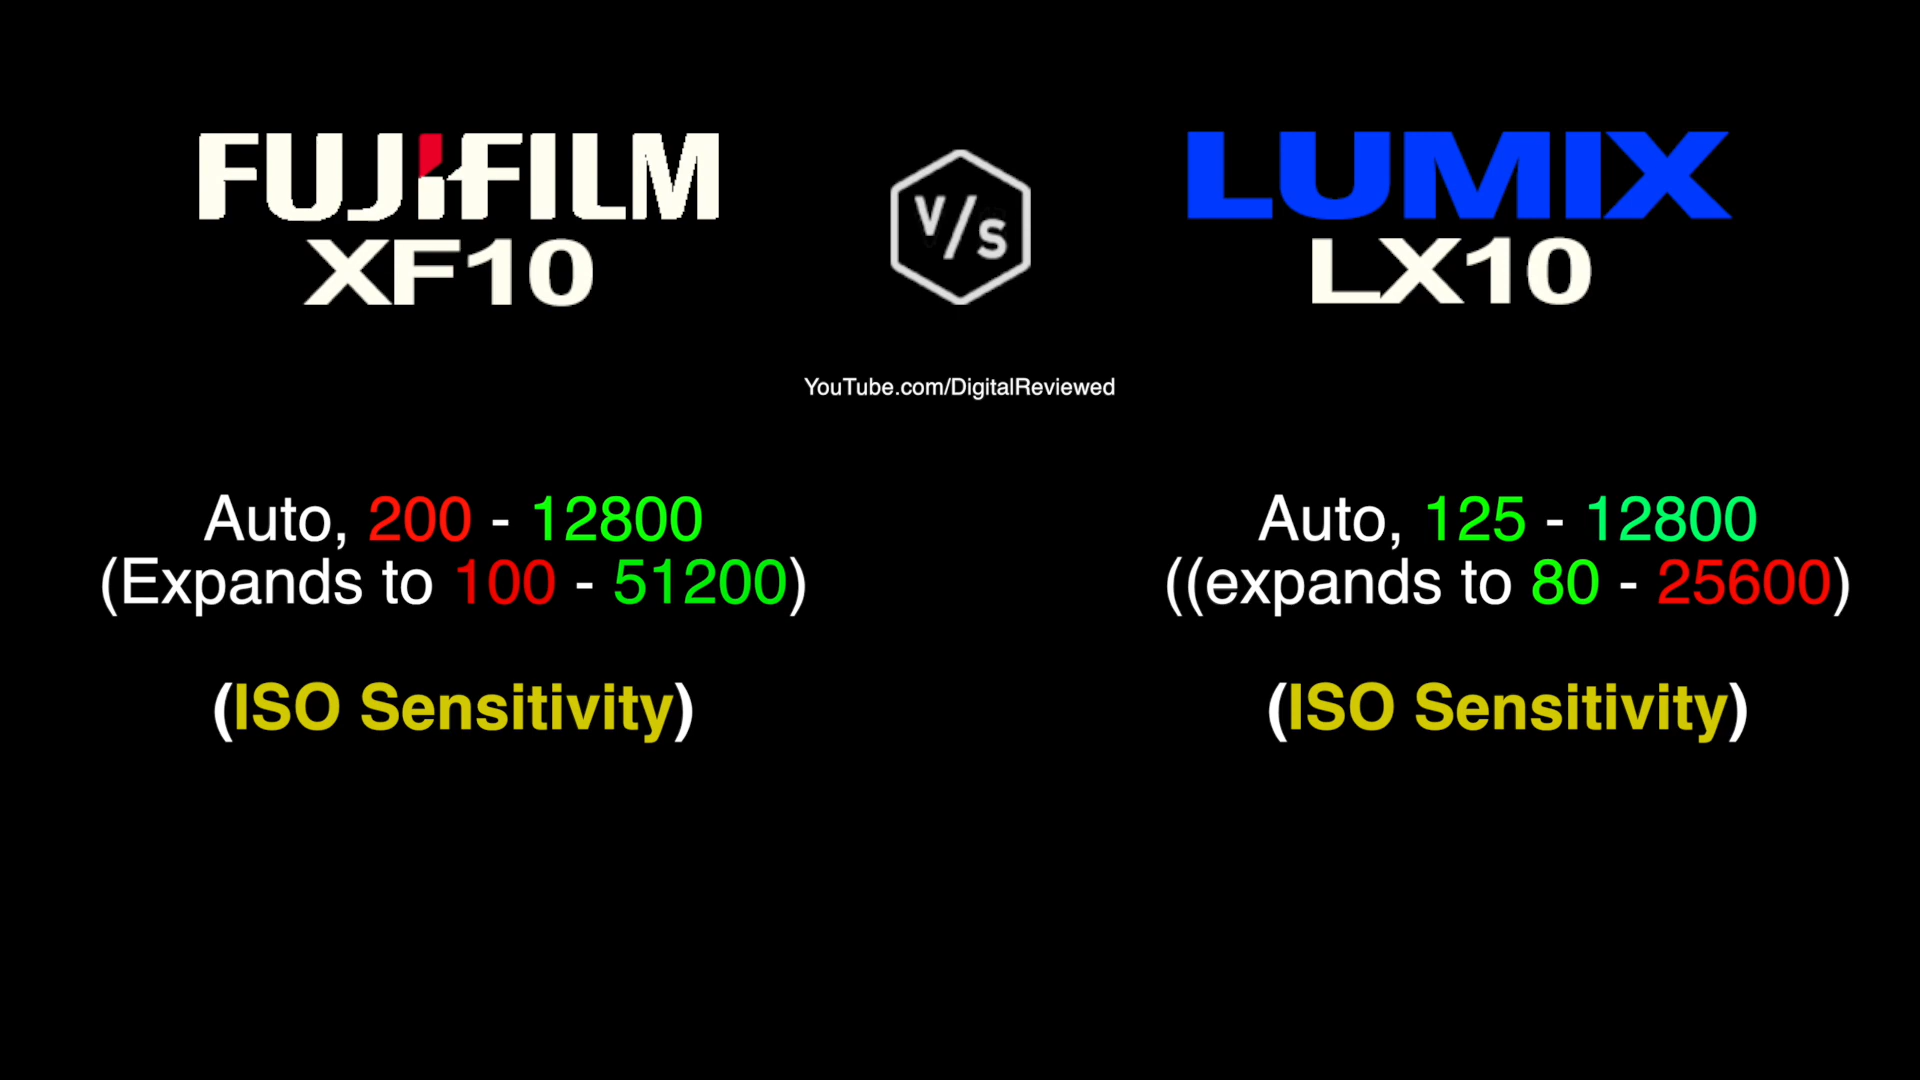 FUJIFILM
XF10
V/S
LUMIX
LX10
YouTube.com/DigitalReviewed
Auto, 200 - 12800
(Expands to 100 - 51200)
(ISO Sensitivity)
Auto, 125 - 12800
((expands to 80 - 25600)
(ISO Sensitivity)